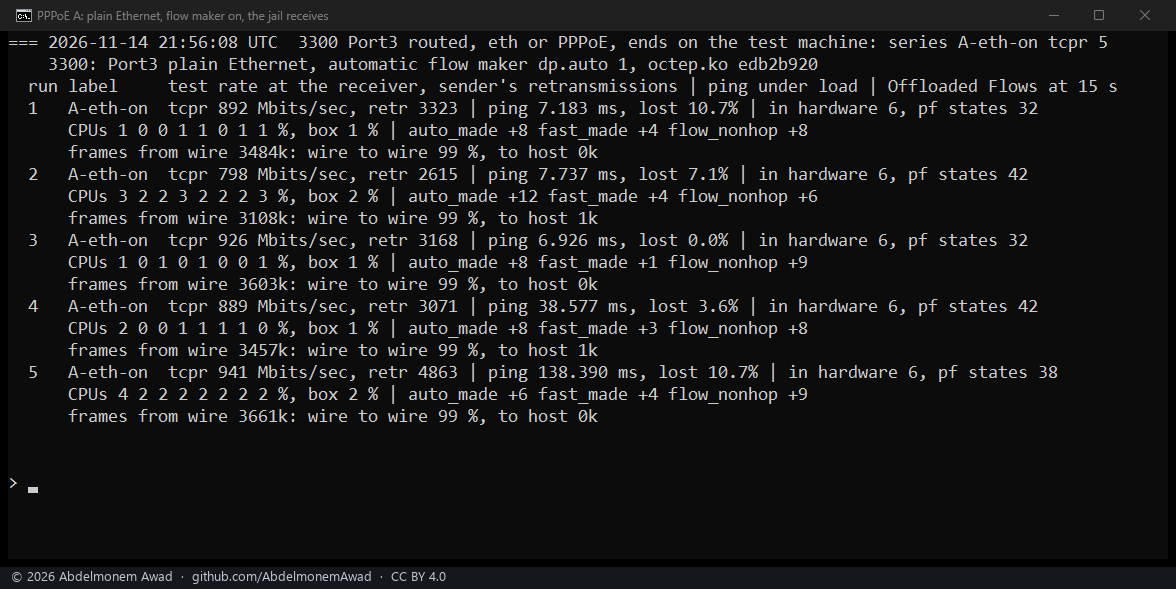 PPPoE A: plain Ethernet, flow maker on, the jail receives
=== 2026-11-14 21:56:08 UTC  3300 Port3 routed, eth or PPPoE, ends on the test machine: series A-eth-on tcpr 5
    3300: Port3 plain Ethernet, automatic flow maker dp.auto 1, octep.ko edb2b920
  run label     test rate at the receiver, sender's retransmissions | ping under load | Offloaded Flows at 15 s
  1   A-eth-on  tcpr 892 Mbits/sec, retr 3323 | ping 7.183 ms, lost 10.7% | in hardware 6, pf states 32
      CPUs 1 0 0 1 1 0 1 1 %, box 1 % | auto_made +8 fast_made +4 flow_nonhop +8
      frames from wire 3484k: wire to wire 99 %, to host 0k
  2   A-eth-on  tcpr 798 Mbits/sec, retr 2615 | ping 7.737 ms, lost 7.1% | in hardware 6, pf states 42
      CPUs 3 2 2 3 2 2 2 3 %, box 2 % | auto_made +12 fast_made +4 flow_nonhop +6
      frames from wire 3108k: wire to wire 99 %, to host 1k
  3   A-eth-on  tcpr 926 Mbits/sec, retr 3168 | ping 6.926 ms, lost 0.0% | in hardware 6, pf states 32
      CPUs 1 0 1 0 1 0 0 1 %, box 1 % | auto_made +8 fast_made +1 flow_nonhop +9
      frames from wire 3603k: wire to wire 99 %, to host 0k
  4   A-eth-on  tcpr 889 Mbits/sec, retr 3071 | ping 38.577 ms, lost 3.6% | in hardware 6, pf states 42
      CPUs 2 0 0 1 1 1 1 0 %, box 1 % | auto_made +8 fast_made +3 flow_nonhop +8
      frames from wire 3457k: wire to wire 99 %, to host 1k
  5   A-eth-on  tcpr 941 Mbits/sec, retr 4863 | ping 138.390 ms, lost 10.7% | in hardware 6, pf states 38
      CPUs 4 2 2 2 2 2 2 2 %, box 2 % | auto_made +6 fast_made +4 flow_nonhop +9
      frames from wire 3661k: wire to wire 99 %, to host 0k
>
© 2026 Abdelmonem Awad · github.com/AbdelmonemAwad · CC BY 4.0